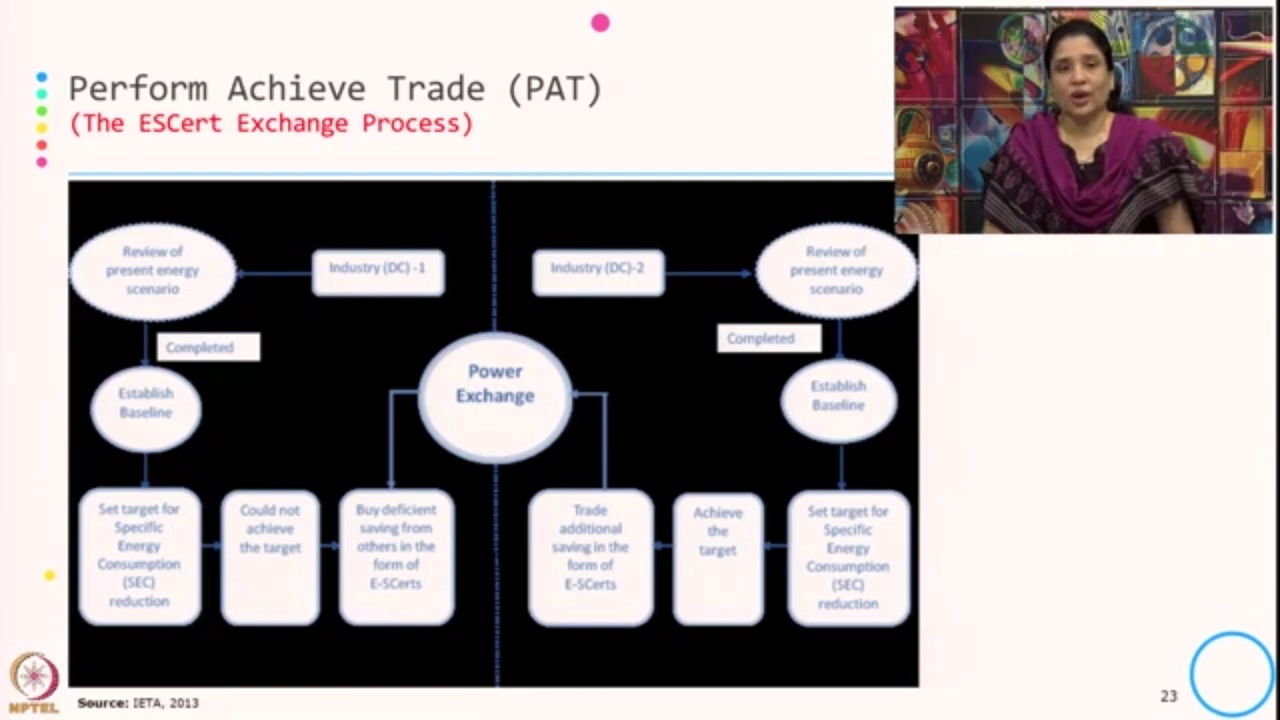 Perform Achieve Trade (PAT)
(The ESCert Exchange Process)
Review of
present energy
scenario
Industry (DC) -1
Industry (DC)-2
Review of
present energy
scenario
Completed
Completed
Establish
Baseline
Power
Exchange
Establish
Baseline
Set target for
Specific
Energy
Consumption
(SEC)
reduction
Could not
achieve
the target
Buy deficient
saving from
others in the
form of
E-SCerts
Trade
additional
saving in the
form of
E-SCerts
Achieve
the
target
Set target for
Specific
Energy
Consumption
(SEC)
reduction
NPTEL
Source: IETA, 2013
23